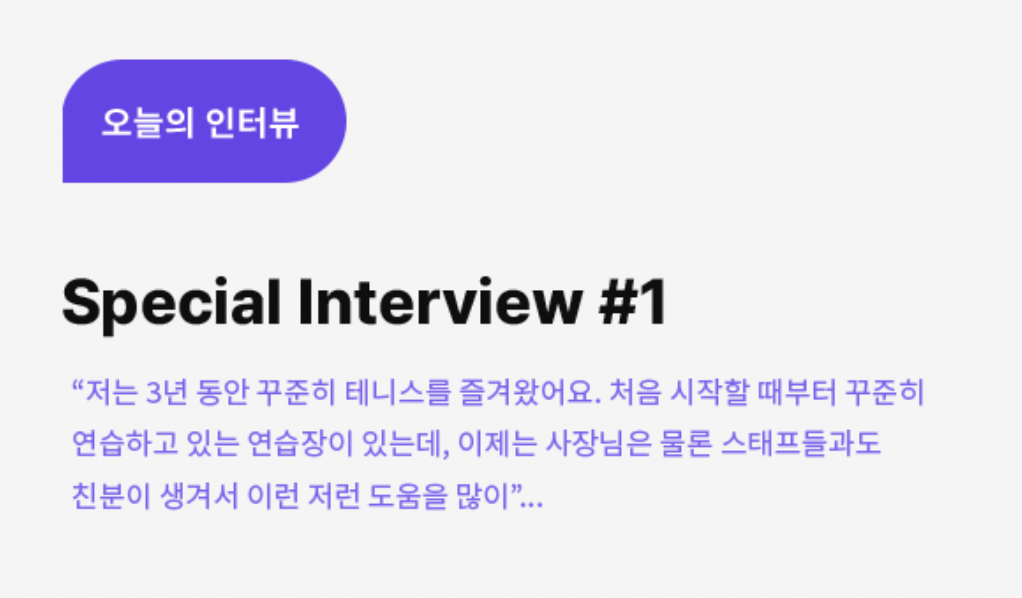 오늘의 인터뷰
Special Interview #1
“저는 3년 동안 꾸준히 테니스를 즐겨왔어요. 처음 시작할 때부터 꾸준히
연습하고 있는 연습장이 있는데, 이제는 사장님은 물론 스태프들과도
친분이 생겨서 이런 저런 도움을 많이”...